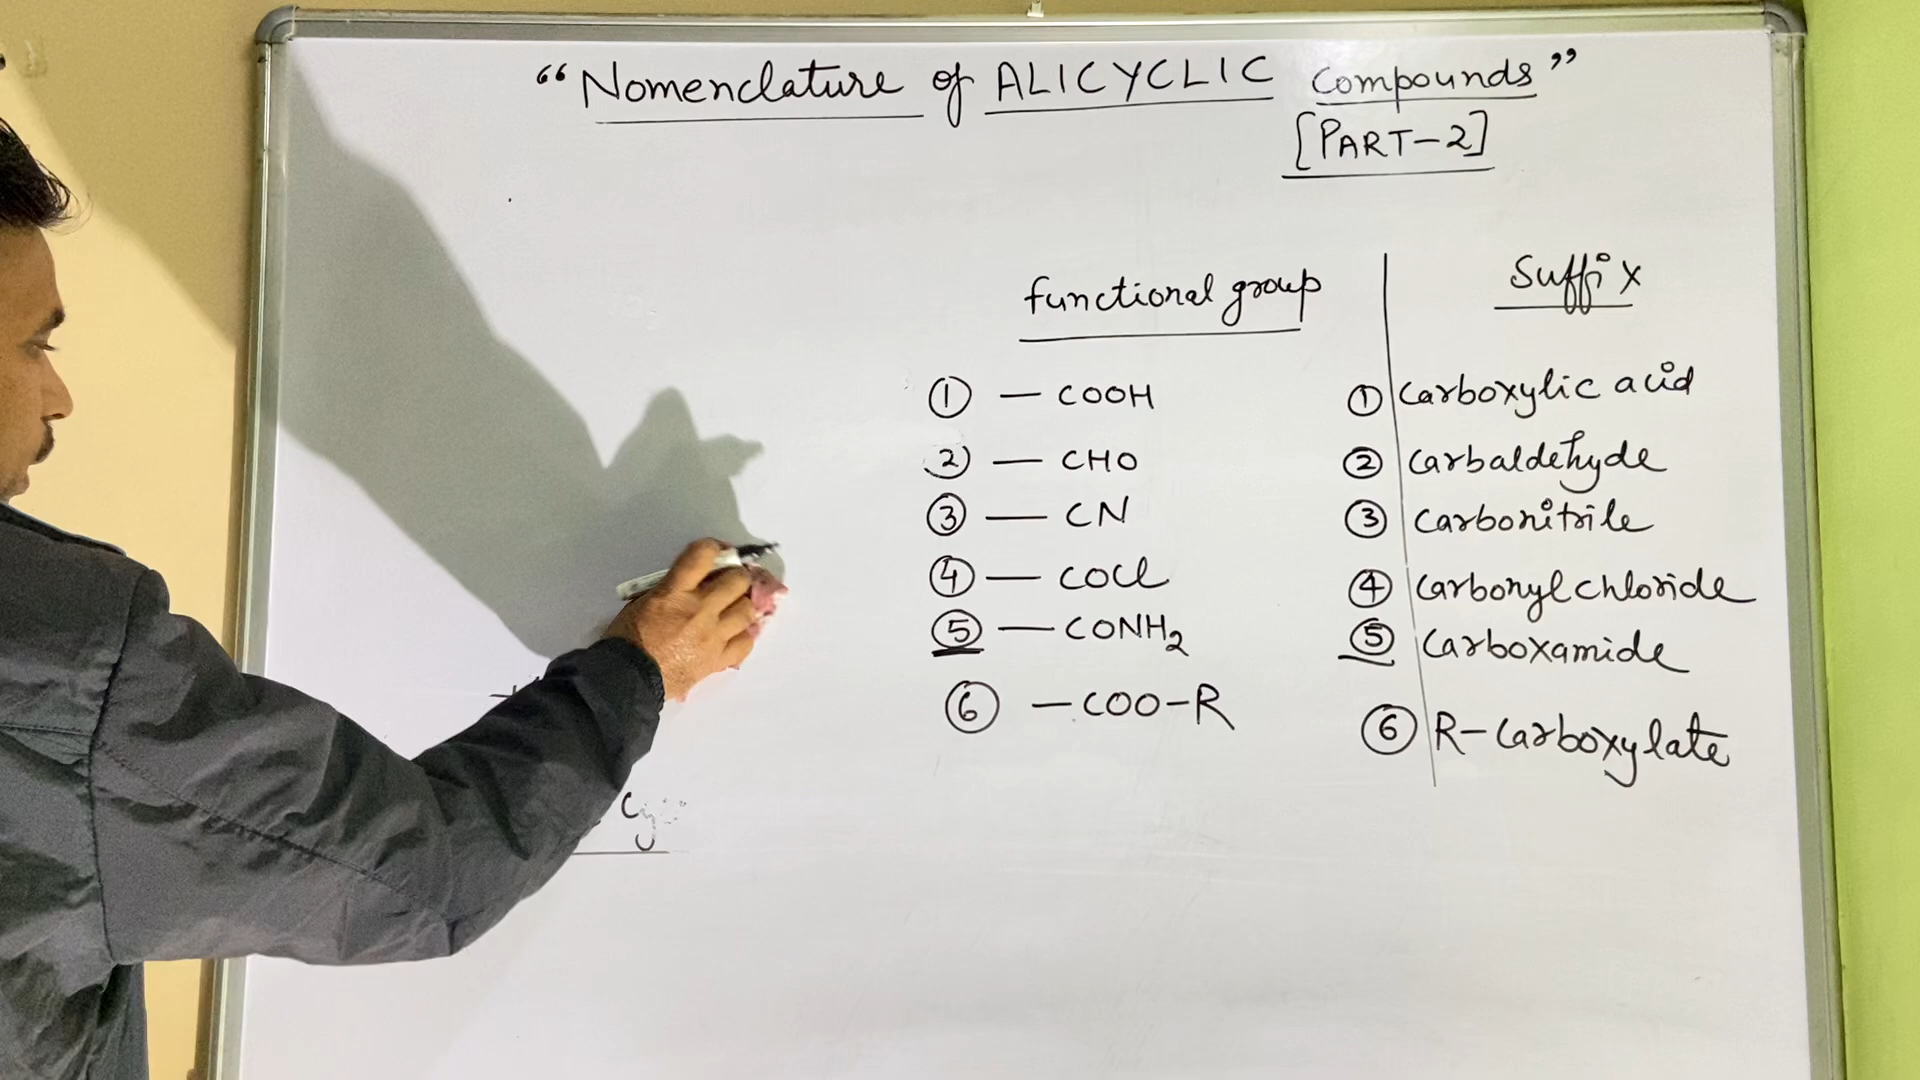 “Nomenclature of ALICYCLIC Compounds”
[PART-2]
functional group
Suffix
① — COOH
① Carboxylic acid
② — CHO
② Carbaldehyde
③ — CN
③ Carbonitrile
④ — COCl
④ Carbonyl chloride
⑤ — CONH₂
⑤ Carboxamide
⑥ — COO-R
⑥ R-Carboxylate